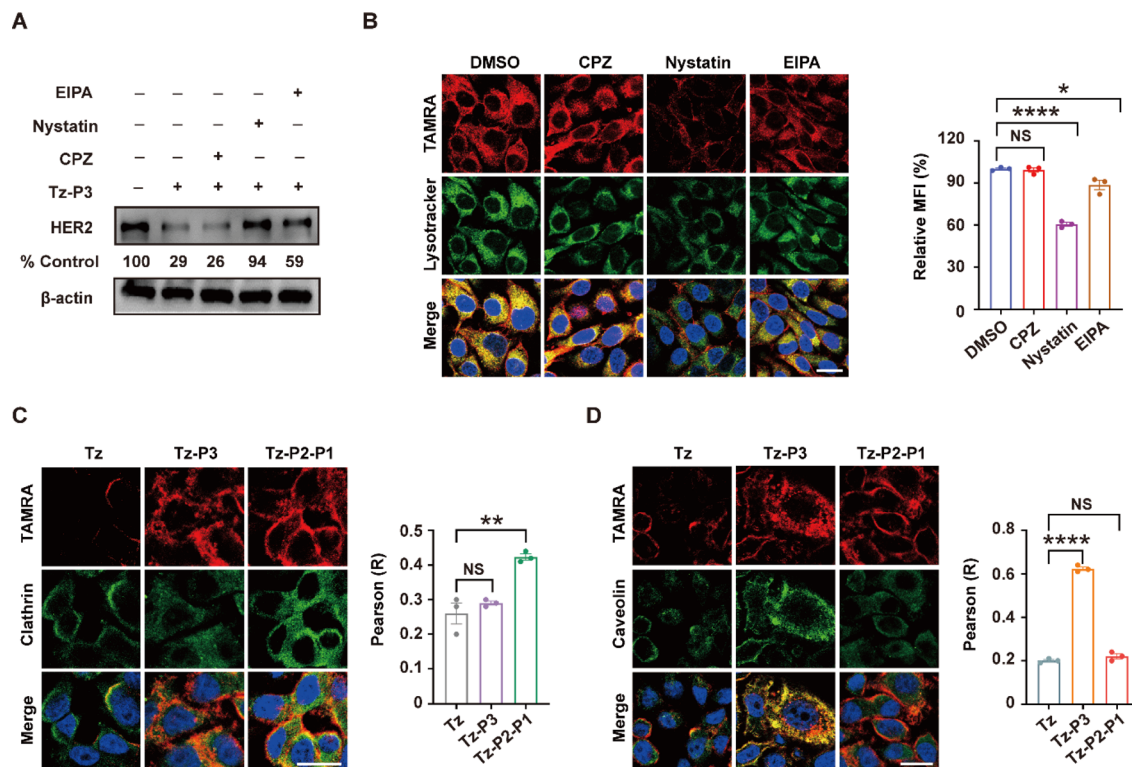 A
EIPA – – – – +
Nystatin – – – + –
CPZ – – + – –
Tz-P3 – + + + +
HER2
% Control 100 29 26 94 59
β-actin
B
DMSO CPZ Nystatin EIPA
TAMRA
Lysotracker
Merge
*
****
NS
Relative MFI (%)
120
90
60
30
0
DMSO
CPZ
Nystatin
EIPA
C
Tz Tz-P3 Tz-P2-P1
TAMRA
Clathrin
Merge
**
NS
Pearson (R)
0.5
0.4
0.3
0.2
0.1
0
Tz
Tz-P3
Tz-P2-P1
D
Tz Tz-P3 Tz-P2-P1
TAMRA
Caveolin
Merge
NS
****
Pearson (R)
0.8
0.6
0.4
0.2
0
Tz
Tz-P3
Tz-P2-P1